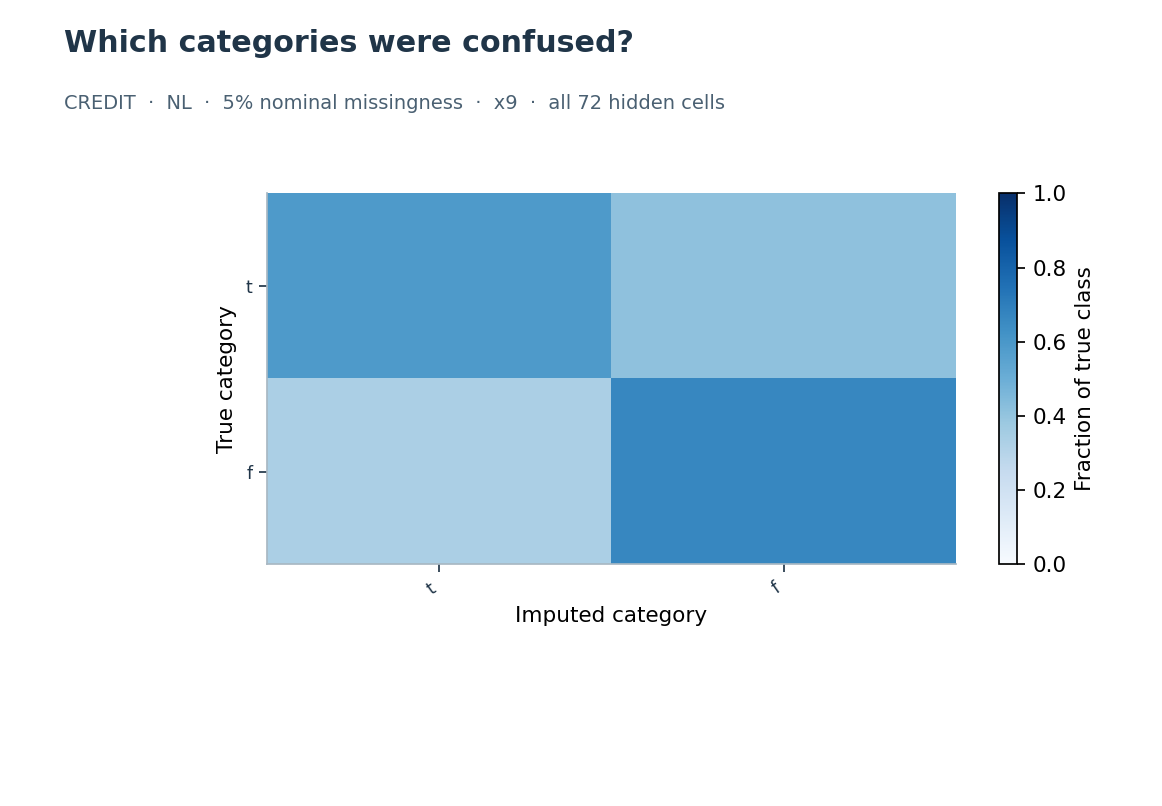 Which categories were confused?
CREDIT · NL · 5% nominal missingness · x9 · all 72 hidden cells
True category
t
f
t
f
Imputed category
1.0
0.8
0.6
0.4
0.2
0.0
Fraction of true class